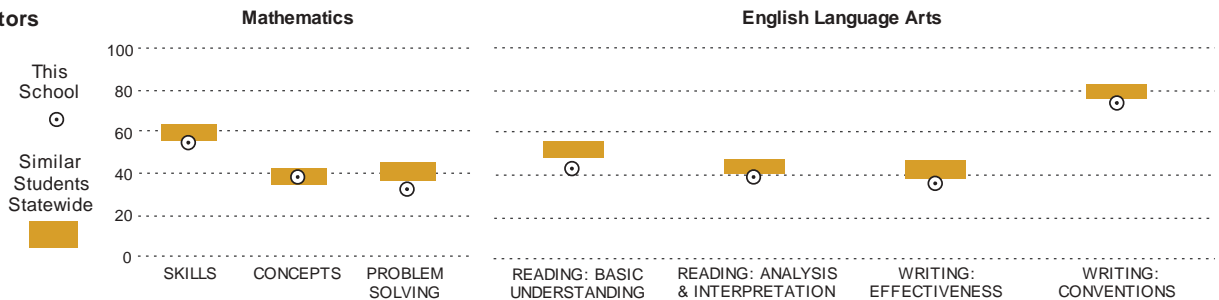 tors
Mathematics
English Language Arts
This
School
Similar
Students
Statewide
100
80
60
40
20
0
SKILLS
CONCEPTS
PROBLEM
SOLVING
READING: BASIC
UNDERSTANDING
READING: ANALYSIS
& INTERPRETATION
WRITING:
EFFECTIVENESS
WRITING:
CONVENTIONS